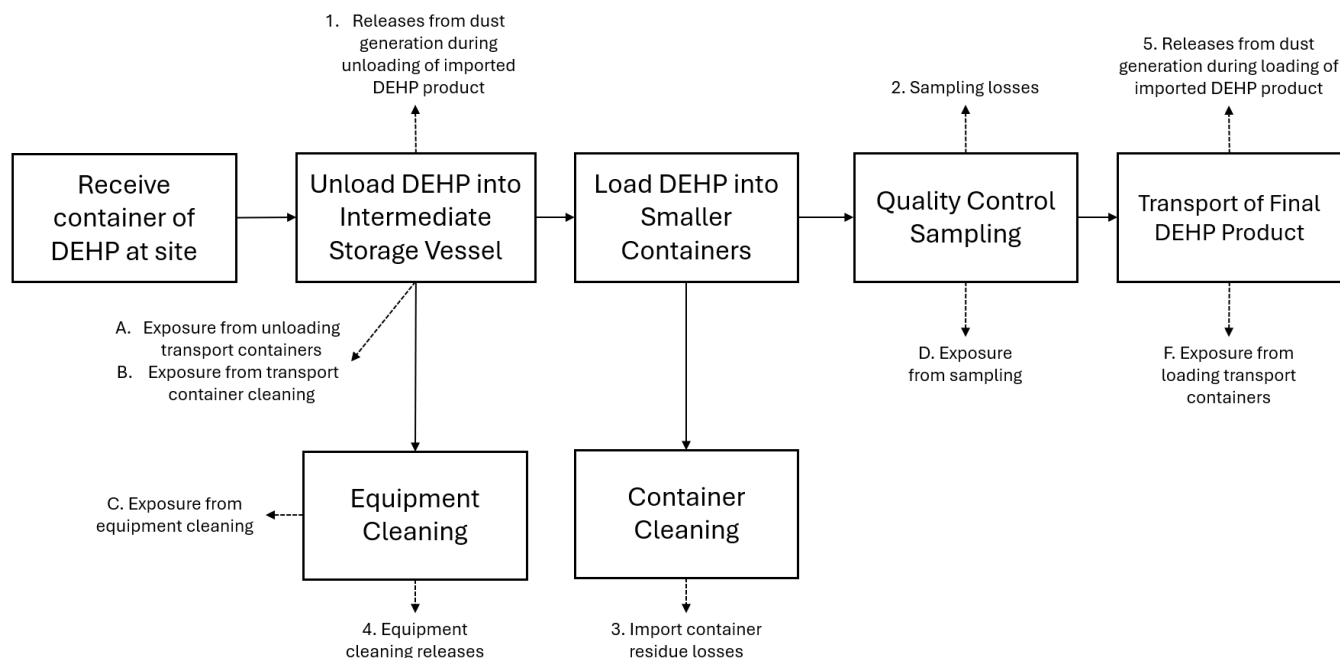 1. Releases from dust
generation during
unloading of imported
DEHP product
2. Sampling losses
5. Releases from dust
generation during loading of
imported DEHP product
Receive
container of
DEHP at site
Unload DEHP into
Intermediate
Storage Vessel
Load DEHP into
Smaller
Containers
Quality Control
Sampling
Transport of Final
DEHP Product
A. Exposure from unloading
transport containers
B. Exposure from transport
container cleaning
D. Exposure
from sampling
F. Exposure from
loading transport
containers
C. Exposure from
equipment cleaning
Equipment
Cleaning
Container
Cleaning
4. Equipment
cleaning releases
3. Import container
residue losses